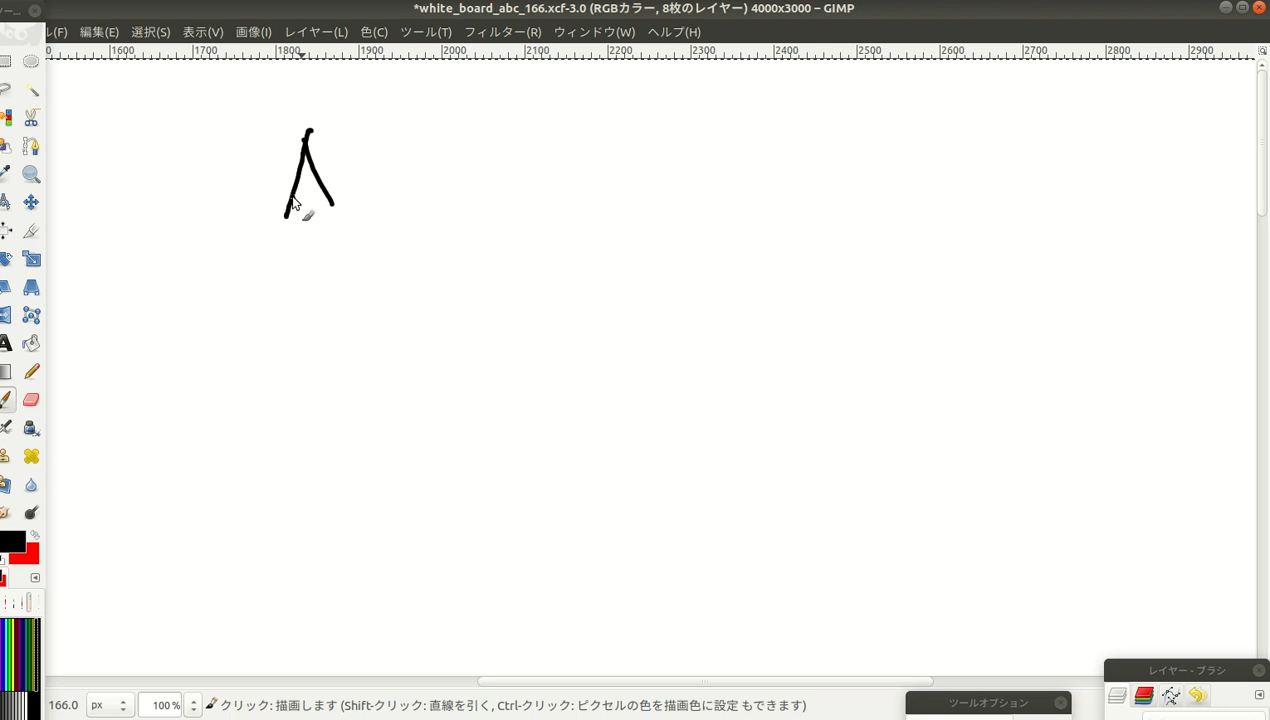 *white_board_abc_166.xcf-3.0 (RGBカラー, 8枚のレイヤー) 4000x3000 – GIMP
ル(F) 編集(E) 選択(S) 表示(V) 画像(I) レイヤー(L) 色(C) ツール(T) フィルター(R) ウィンドウ(W) ヘルプ(H)
1600 1700 1800 1900 2000 2100 2200 2300 2400 2500 2600 2700 2800 2900
レイヤー - ブラシ
166.0 px 100 % クリック: 描画します (Shift-クリック: 直線を引く, Ctrl-クリック: ピクセルの色を描画色に設定 もできます)
ツールオプション